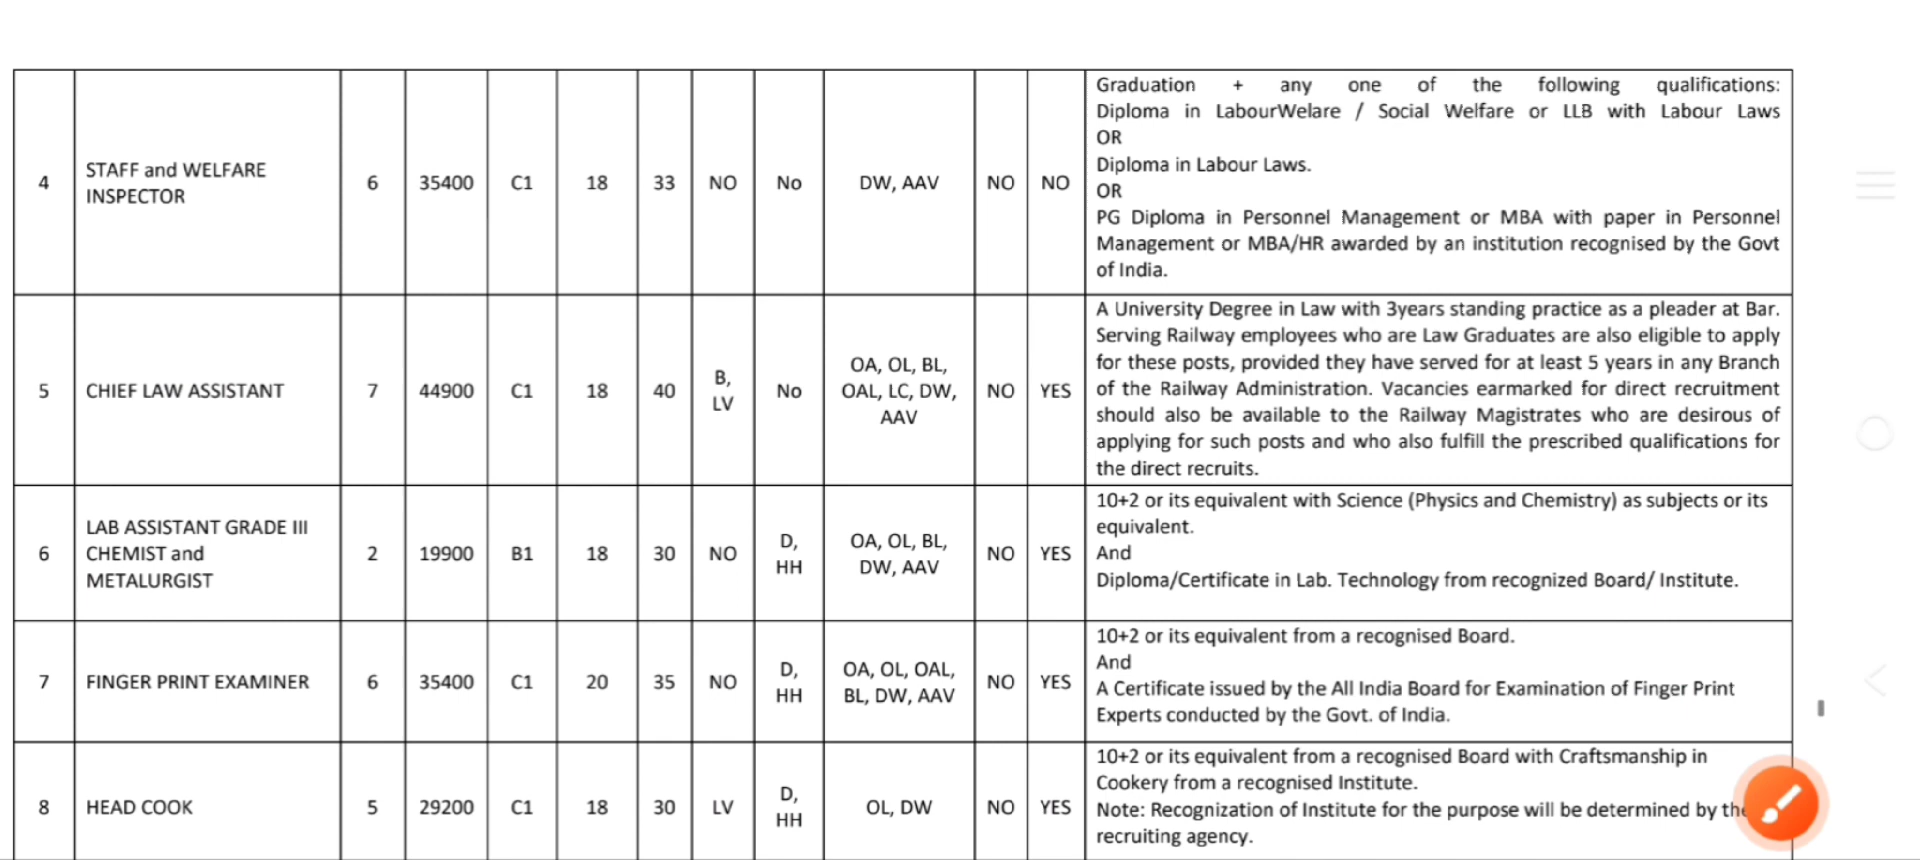 4
STAFF and WELFARE
INSPECTOR
6
35400
C1
18
33
NO
No
DW, AAV
NO
NO
Graduation + any one of the following qualifications:
Diploma in LabourWelare / Social Welfare or LLB with Labour Laws
OR
Diploma in Labour Laws.
OR
PG Diploma in Personnel Management or MBA with paper in Personnel
Management or MBA/HR awarded by an institution recognised by the Govt
of India.
5
CHIEF LAW ASSISTANT
7
44900
C1
18
40
B,
LV
No
OA, OL, BL,
OAL, LC, DW,
AAV
NO
YES
A University Degree in Law with 3years standing practice as a pleader at Bar.
Serving Railway employees who are Law Graduates are also eligible to apply
for these posts, provided they have served for at least 5 years in any Branch
of the Railway Administration. Vacancies earmarked for direct recruitment
should also be available to the Railway Magistrates who are desirous of
applying for such posts and who also fulfill the prescribed qualifications for
the direct recruits.
6
LAB ASSISTANT GRADE III
CHEMIST and
METALURGIST
2
19900
B1
18
30
NO
D,
HH
OA, OL, BL,
DW, AAV
NO
YES
10+2 or its equivalent with Science (Physics and Chemistry) as subjects or its
equivalent.
And
Diploma/Certificate in Lab. Technology from recognized Board/ Institute.
7
FINGER PRINT EXAMINER
6
35400
C1
20
35
NO
D,
HH
OA, OL, OAL,
BL, DW, AAV
NO
YES
10+2 or its equivalent from a recognised Board.
And
A Certificate issued by the All India Board for Examination of Finger Print
Experts conducted by the Govt. of India.
8
HEAD COOK
5
29200
C1
18
30
LV
D,
HH
OL, DW
NO
YES
10+2 or its equivalent from a recognised Board with Craftsmanship in
Cookery from a recognised Institute.
Note: Recognization of Institute for the purpose will be determined by the
recruiting agency.